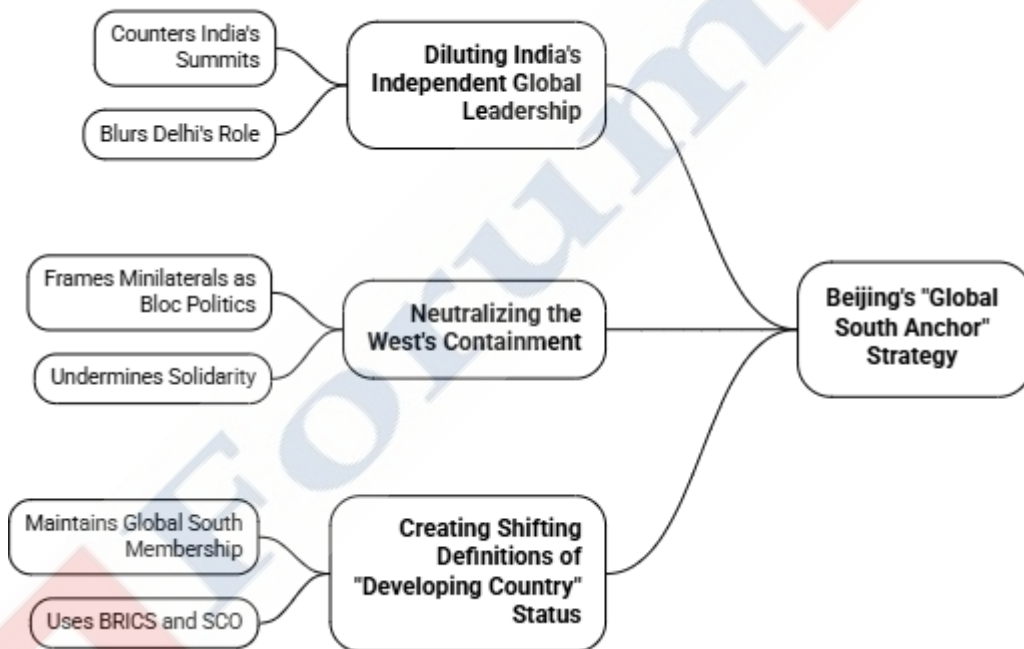 Counters India's
Summits
Blurs Delhi's Role
Diluting India's
Independent Global
Leadership
Frames Minilaterals as
Bloc Politics
Undermines Solidarity
Neutralizing the
West's Containment
Maintains Global South
Membership
Uses BRICS and SCO
Creating Shifting
Definitions of
"Developing Country"
Status
Beijing's "Global
South Anchor"
Strategy
Forum